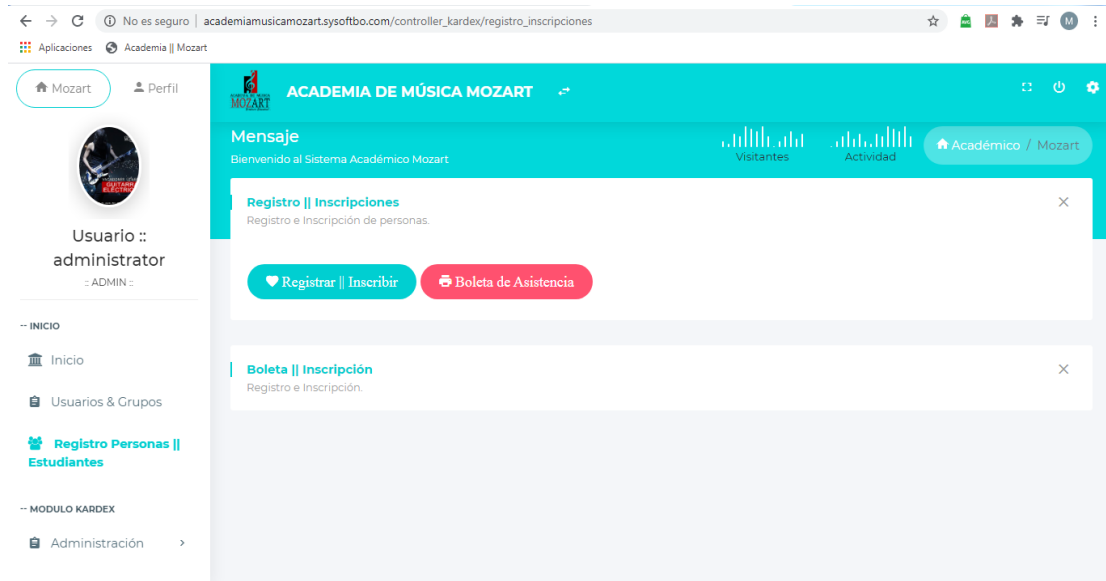 No es seguro | academiamusicamozart.sysoftbo.com/controller_kardex/registro_inscripciones
M
Aplicaciones
Academia || Mozart
Mozart
Perfil
MOZART
ACADEMIA DE MÚSICA MOZART
Mensaje
Bienvenido al Sistema Académico Mozart
Visitantes
Actividad
Académico / Mozart
GUITARRA
Usuario ::
administrator
:: ADMIN ::
-- INICIO
Inicio
Usuarios & Grupos
Registro Personas ||
Estudiantes
-- MODULO KARDEX
Administración
Registro || Inscripciones
Registro e Inscripción de personas.
Registrar || Inscribir
Boleta de Asistencia
Boleta || Inscripción
Registro e Inscripción.